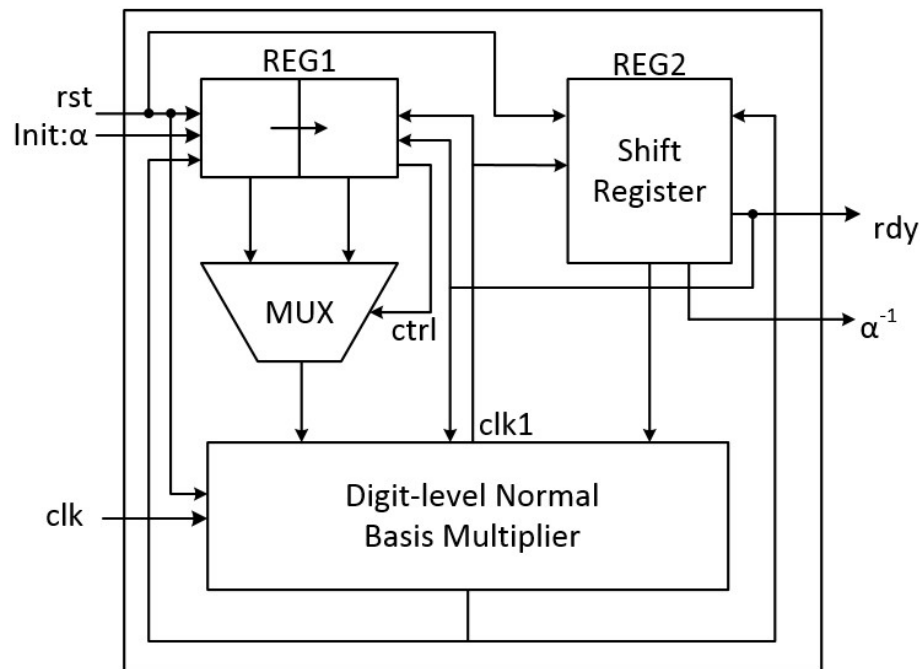 REG1
REG2
rst
Init:α
Shift
Register
rdy
MUX
ctrl
α⁻¹
clk1
clk
Digit-level Normal
Basis Multiplier